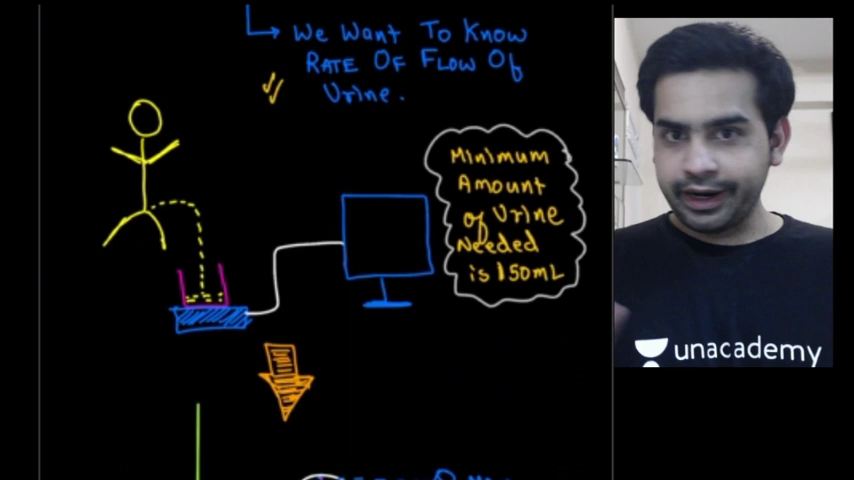 We Want To Know
Rate Of Flow Of
Urine.
Minimum
Amount
of Urine
Needed
is 150mL
unacademy